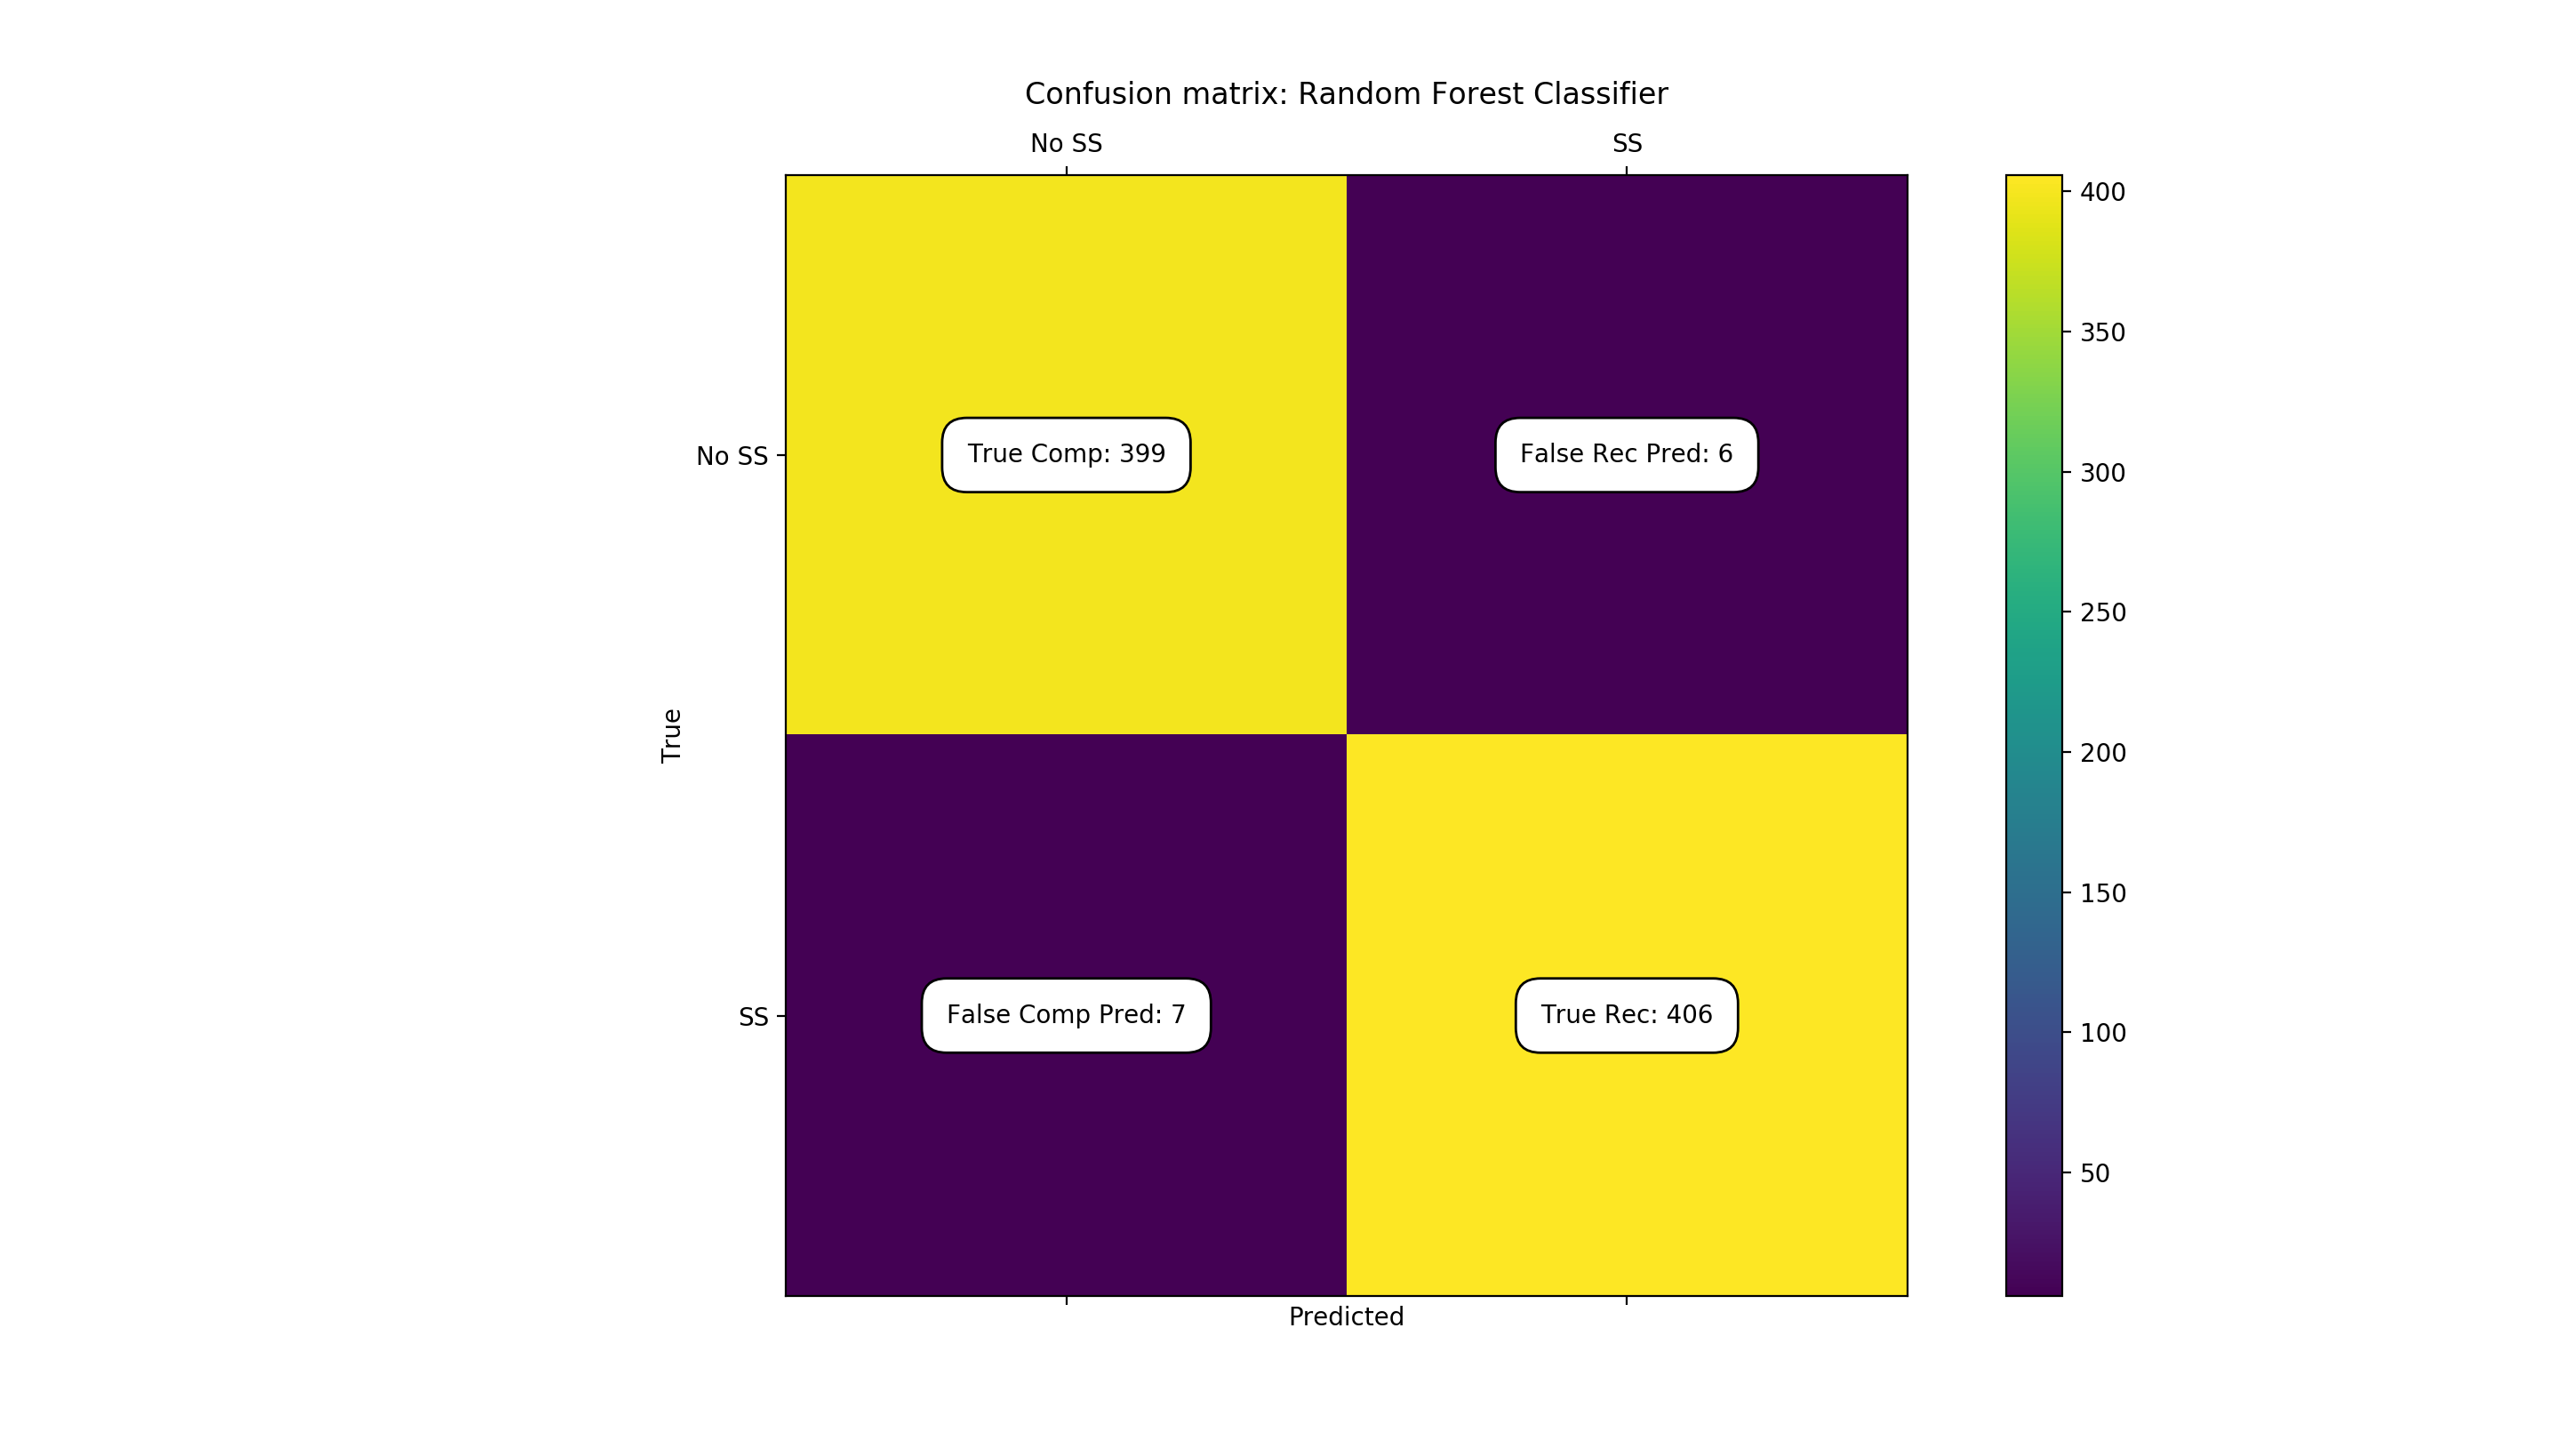 Confusion matrix: Random Forest Classifier
No SS
SS
400
350
300
250
200
150
100
50
No SS
True Comp: 399
False Rec Pred: 6
True
SS
False Comp Pred: 7
True Rec: 406
Predicted